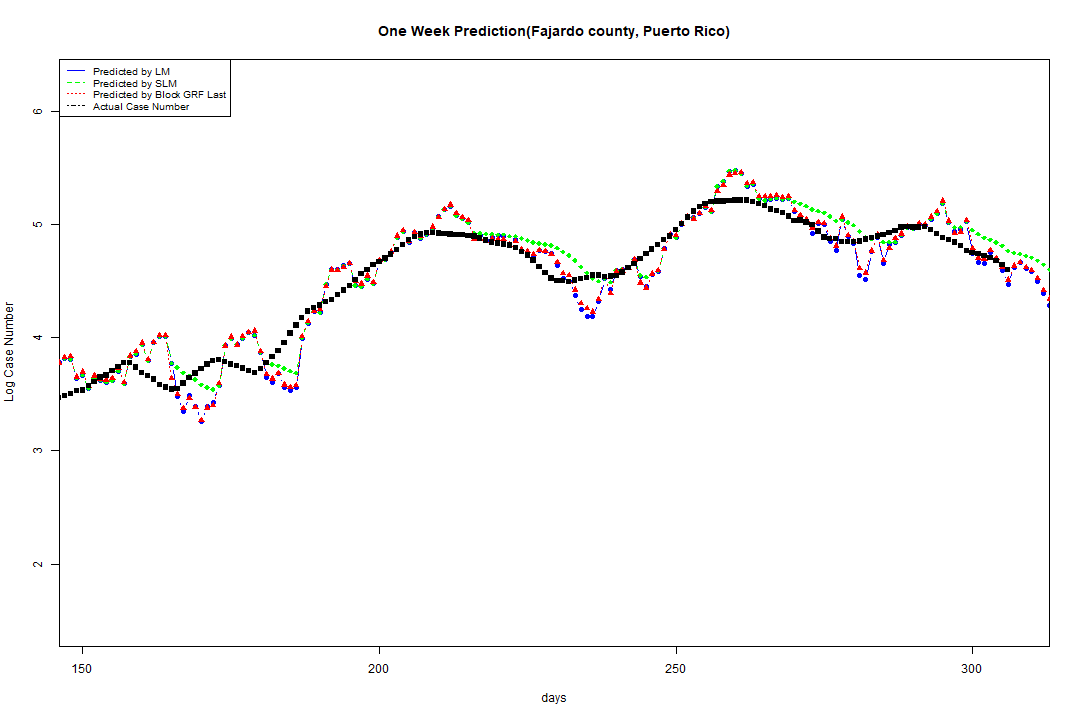 One Week Prediction(Fajardo county, Puerto Rico)
Predicted by LM
Predicted by SLM
Predicted by Block GRF Last
Actual Case Number
6
5
4
3
2
Log Case Number
150 200 250 300
days